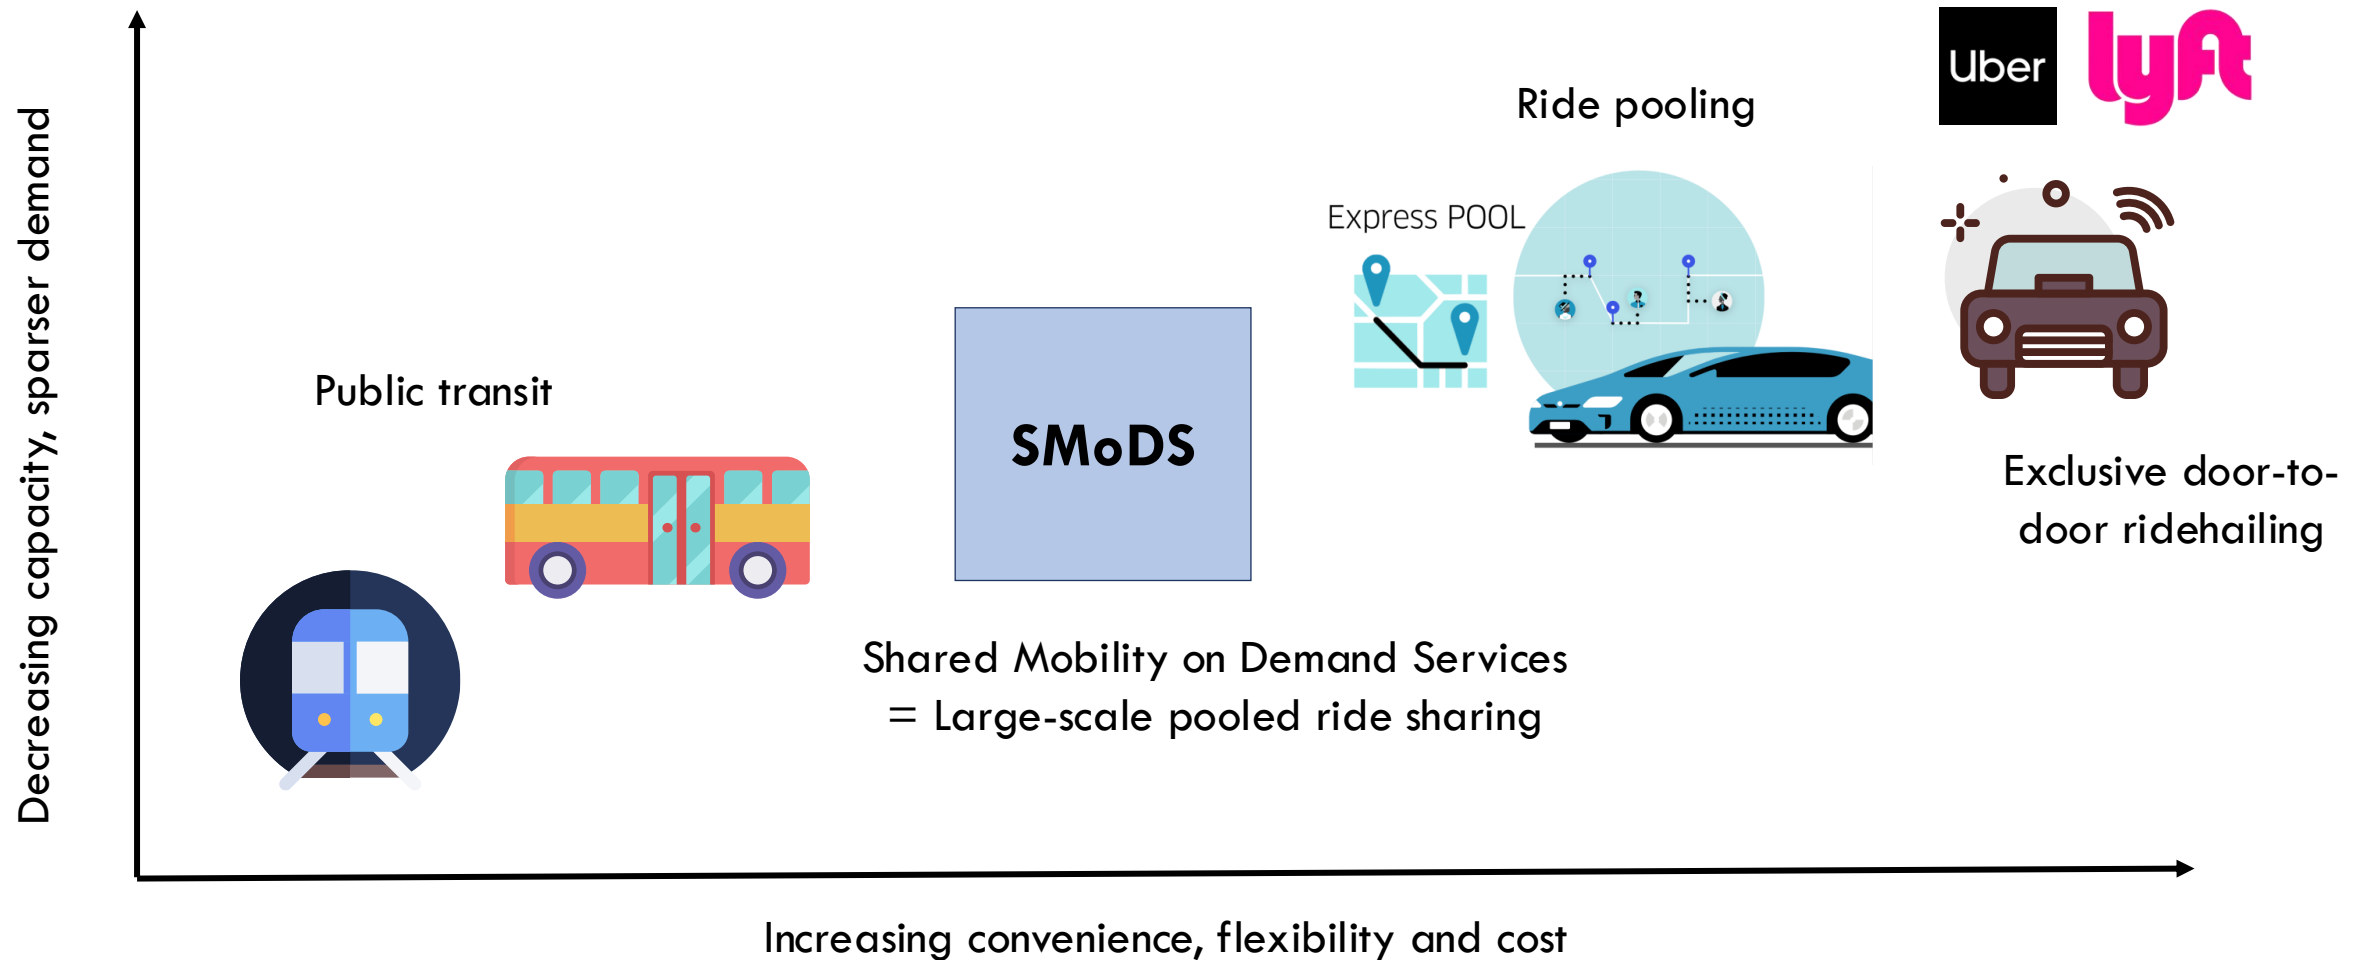 Decreasing capacity, sparser demand
Public transit
SMoDS
Shared Mobility on Demand Services
= Large-scale pooled ride sharing
Ride pooling
Express POOL
Uber
lyft
Exclusive door-to-
door ridehailing
Increasing convenience, flexibility and cost